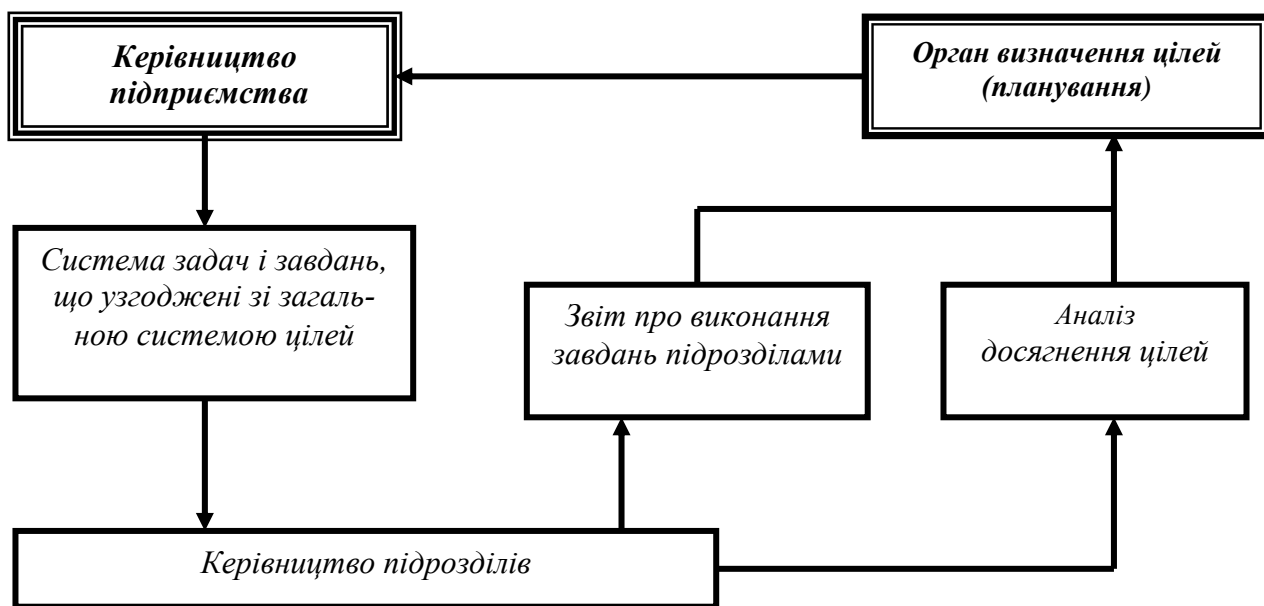 Керівництво
підприємства
Орган визначення цілей
(планування)
Система задач і завдань,
що узгоджені зі загаль-
ною системою цілей
Звіт про виконання
завдань підрозділами
Аналіз
досягнення цілей
Керівництво підрозділів